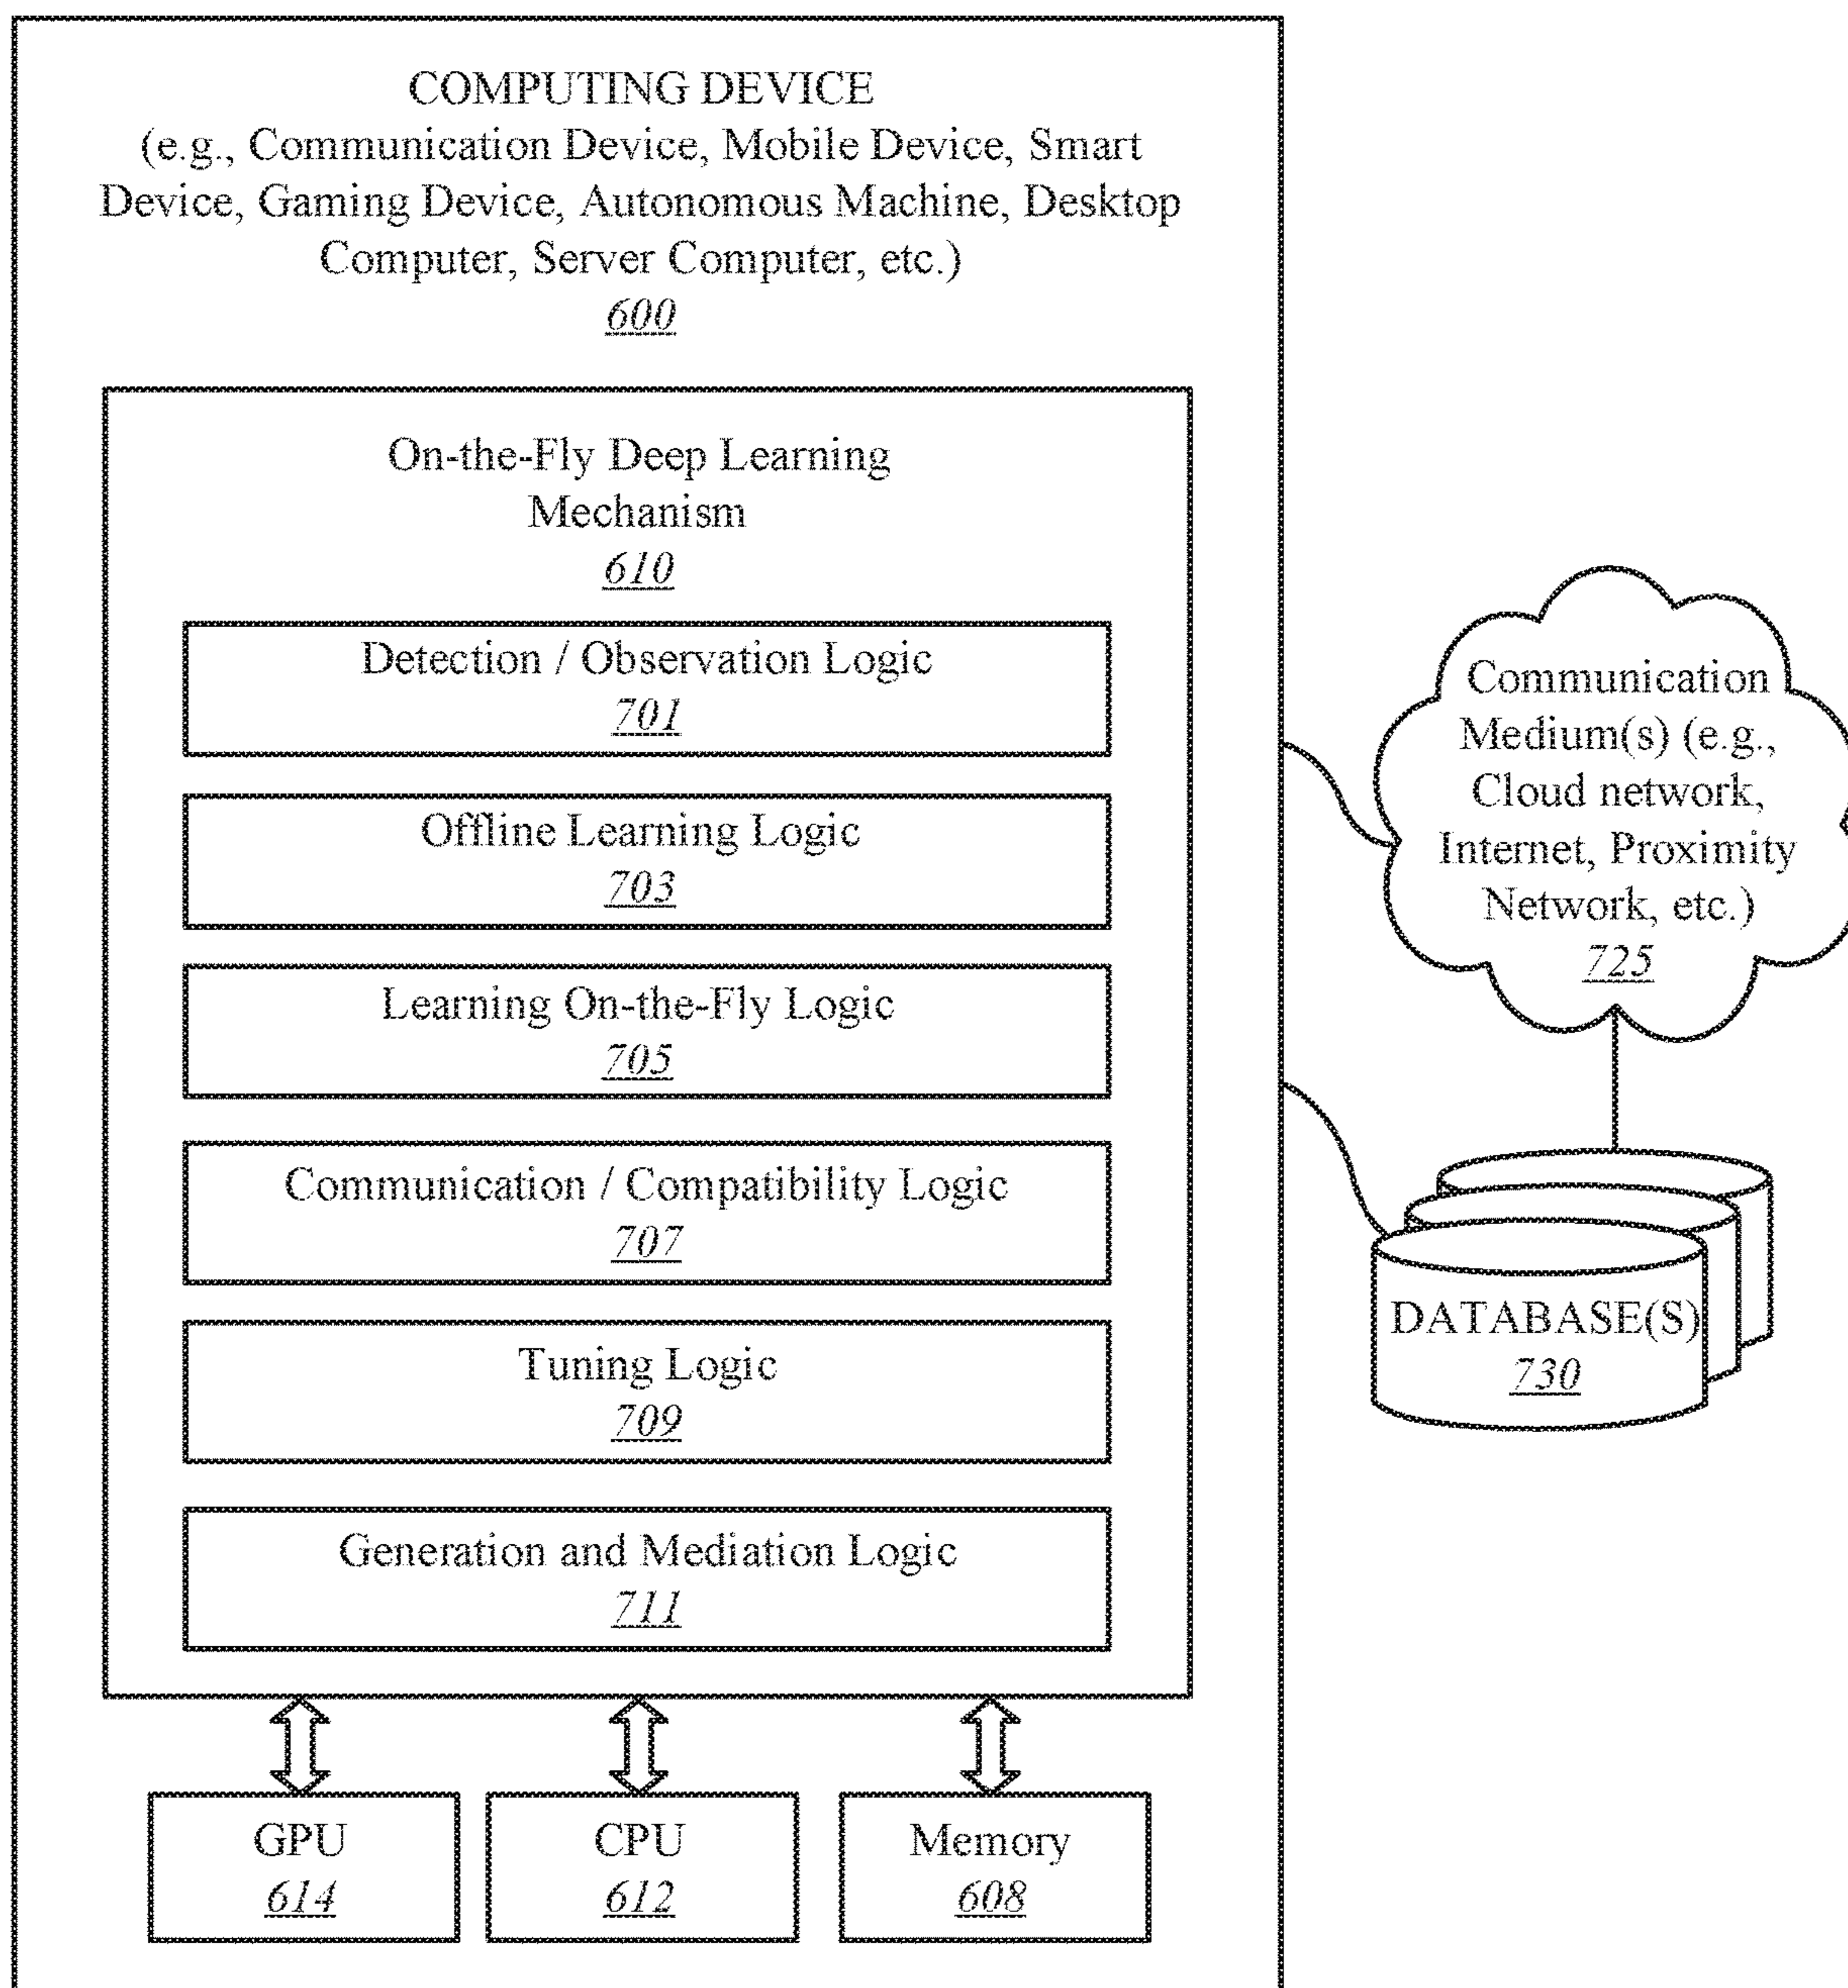 COMPUTING DEVICE
(e.g., Communication Device, Mobile Device, Smart
Device, Gaming Device, Autonomous Machine, Desktop
Computer, Server Computer, etc.)
600
On-the-Fly Deep Learning
Mechanism
610
Detection / Observation Logic
701
Offline Learning Logic
703
Learning On-the-Fly Logic
705
Communication / Compatibility Logic
707
Tuning Logic
709
Generation and Mediation Logic
711
GPU
614
CPU
612
Memory
608
Communication
Medium(s) (e.g.,
Cloud network,
Internet, Proximity
Network, etc.)
725
DATABASE(S)
730